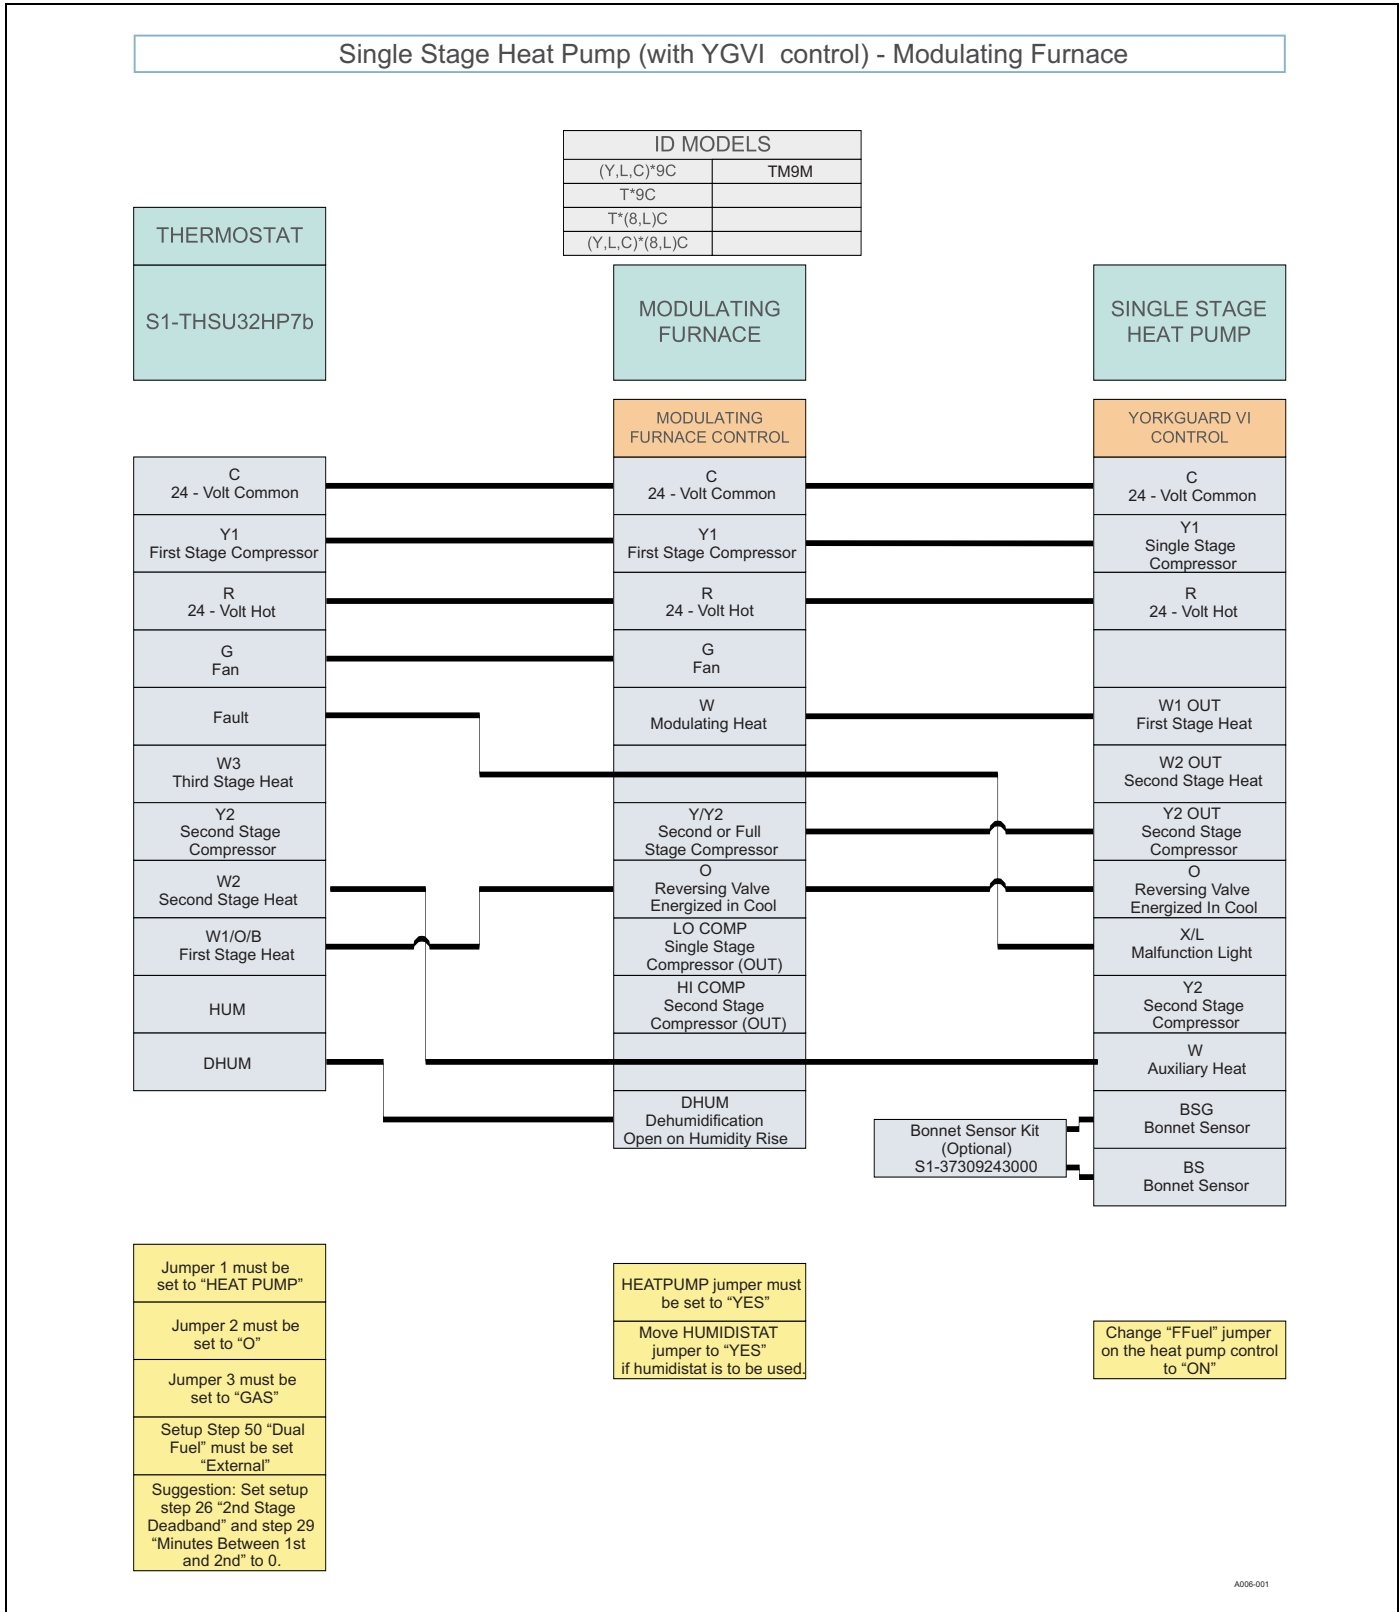 Single Stage Heat Pump (with YGVI control) - Modulating Furnace
ID MODELS
(Y,L,C)*9C
TM9M
T*9C
T*(8,L)C
(Y,L,C)*(8,L)C
THERMOSTAT
S1-THSU32HP7b
MODULATING
FURNACE
SINGLE STAGE
HEAT PUMP
MODULATING
FURNACE CONTROL
YORKGUARD VI
CONTROL
C
24 - Volt Common
Y1
First Stage Compressor
R
24 - Volt Hot
G
Fan
Fault
W3
Third Stage Heat
Y2
Second Stage
Compressor
W2
Second Stage Heat
W1/O/B
First Stage Heat
HUM
DHUM
C
24 - Volt Common
Y1
First Stage Compressor
R
24 - Volt Hot
G
Fan
W
Modulating Heat
Y/Y2
Second or Full
Stage Compressor
O
Reversing Valve
Energized in Cool
LO COMP
Single Stage
Compressor (OUT)
HI COMP
Second Stage
Compressor (OUT)
DHUM
Dehumidification
Open on Humidity Rise
C
24 - Volt Common
Y1
Single Stage
Compressor
R
24 - Volt Hot
W1 OUT
First Stage Heat
W2 OUT
Second Stage Heat
Y2 OUT
Second Stage
Compressor
O
Reversing Valve
Energized In Cool
X/L
Malfunction Light
Y2
Second Stage
Compressor
W
Auxiliary Heat
BSG
Bonnet Sensor
BS
Bonnet Sensor
Bonnet Sensor Kit
(Optional)
S1-37309243000
Jumper 1 must be
set to “HEAT PUMP”
Jumper 2 must be
set to “O”
Jumper 3 must be
set to “GAS”
Setup Step 50 “Dual
Fuel” must be set
“External”
Suggestion: Set setup
step 26 “2nd Stage
Deadband” and step 29
“Minutes Between 1st
and 2nd” to 0.
HEATPUMP jumper must
be set to “YES”
Move HUMIDISTAT
jumper to “YES”
if humidistat is to be used.
Change “FFuel” jumper
on the heat pump control
to “ON”
A006-001